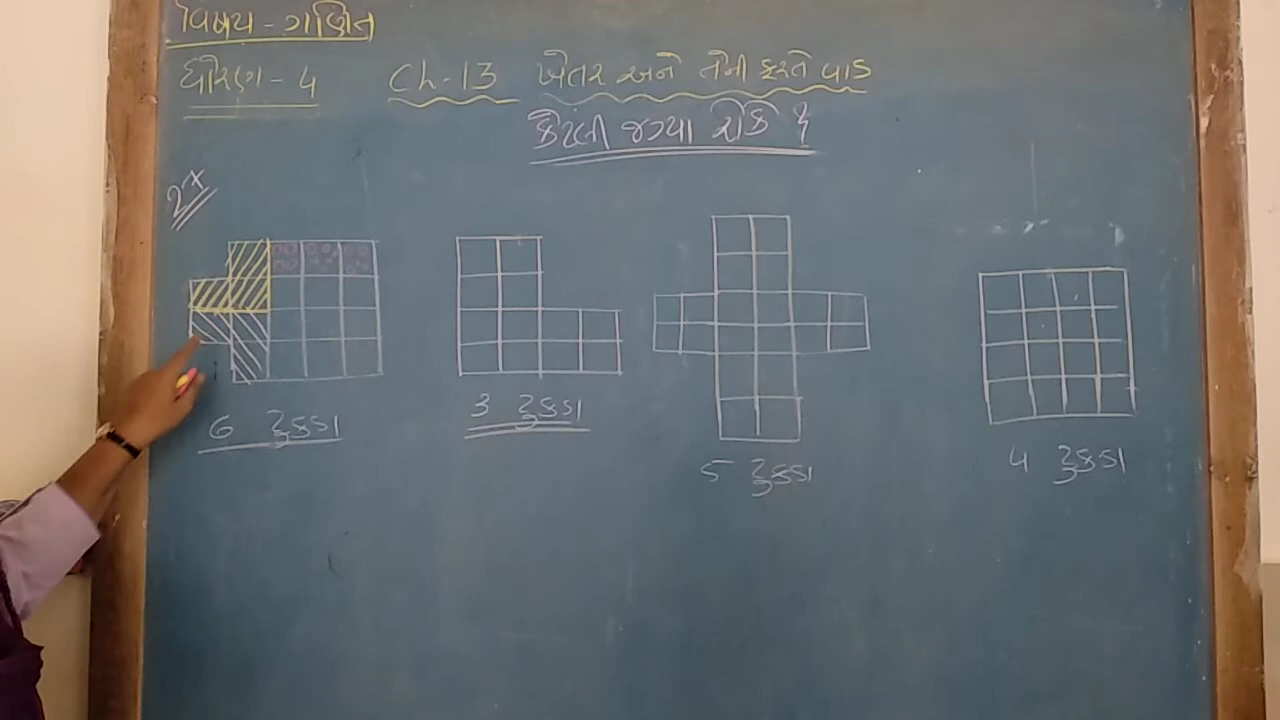 વિષય - ગણિત
ધોરણ - 4 Ch - 13 ખેતર અને તેની ફરતે વાડ
કેટલી જગ્યા રોકે ?
6 ટુકડા
3 ટુકડા
5 ટુકડા
4 ટુકડા